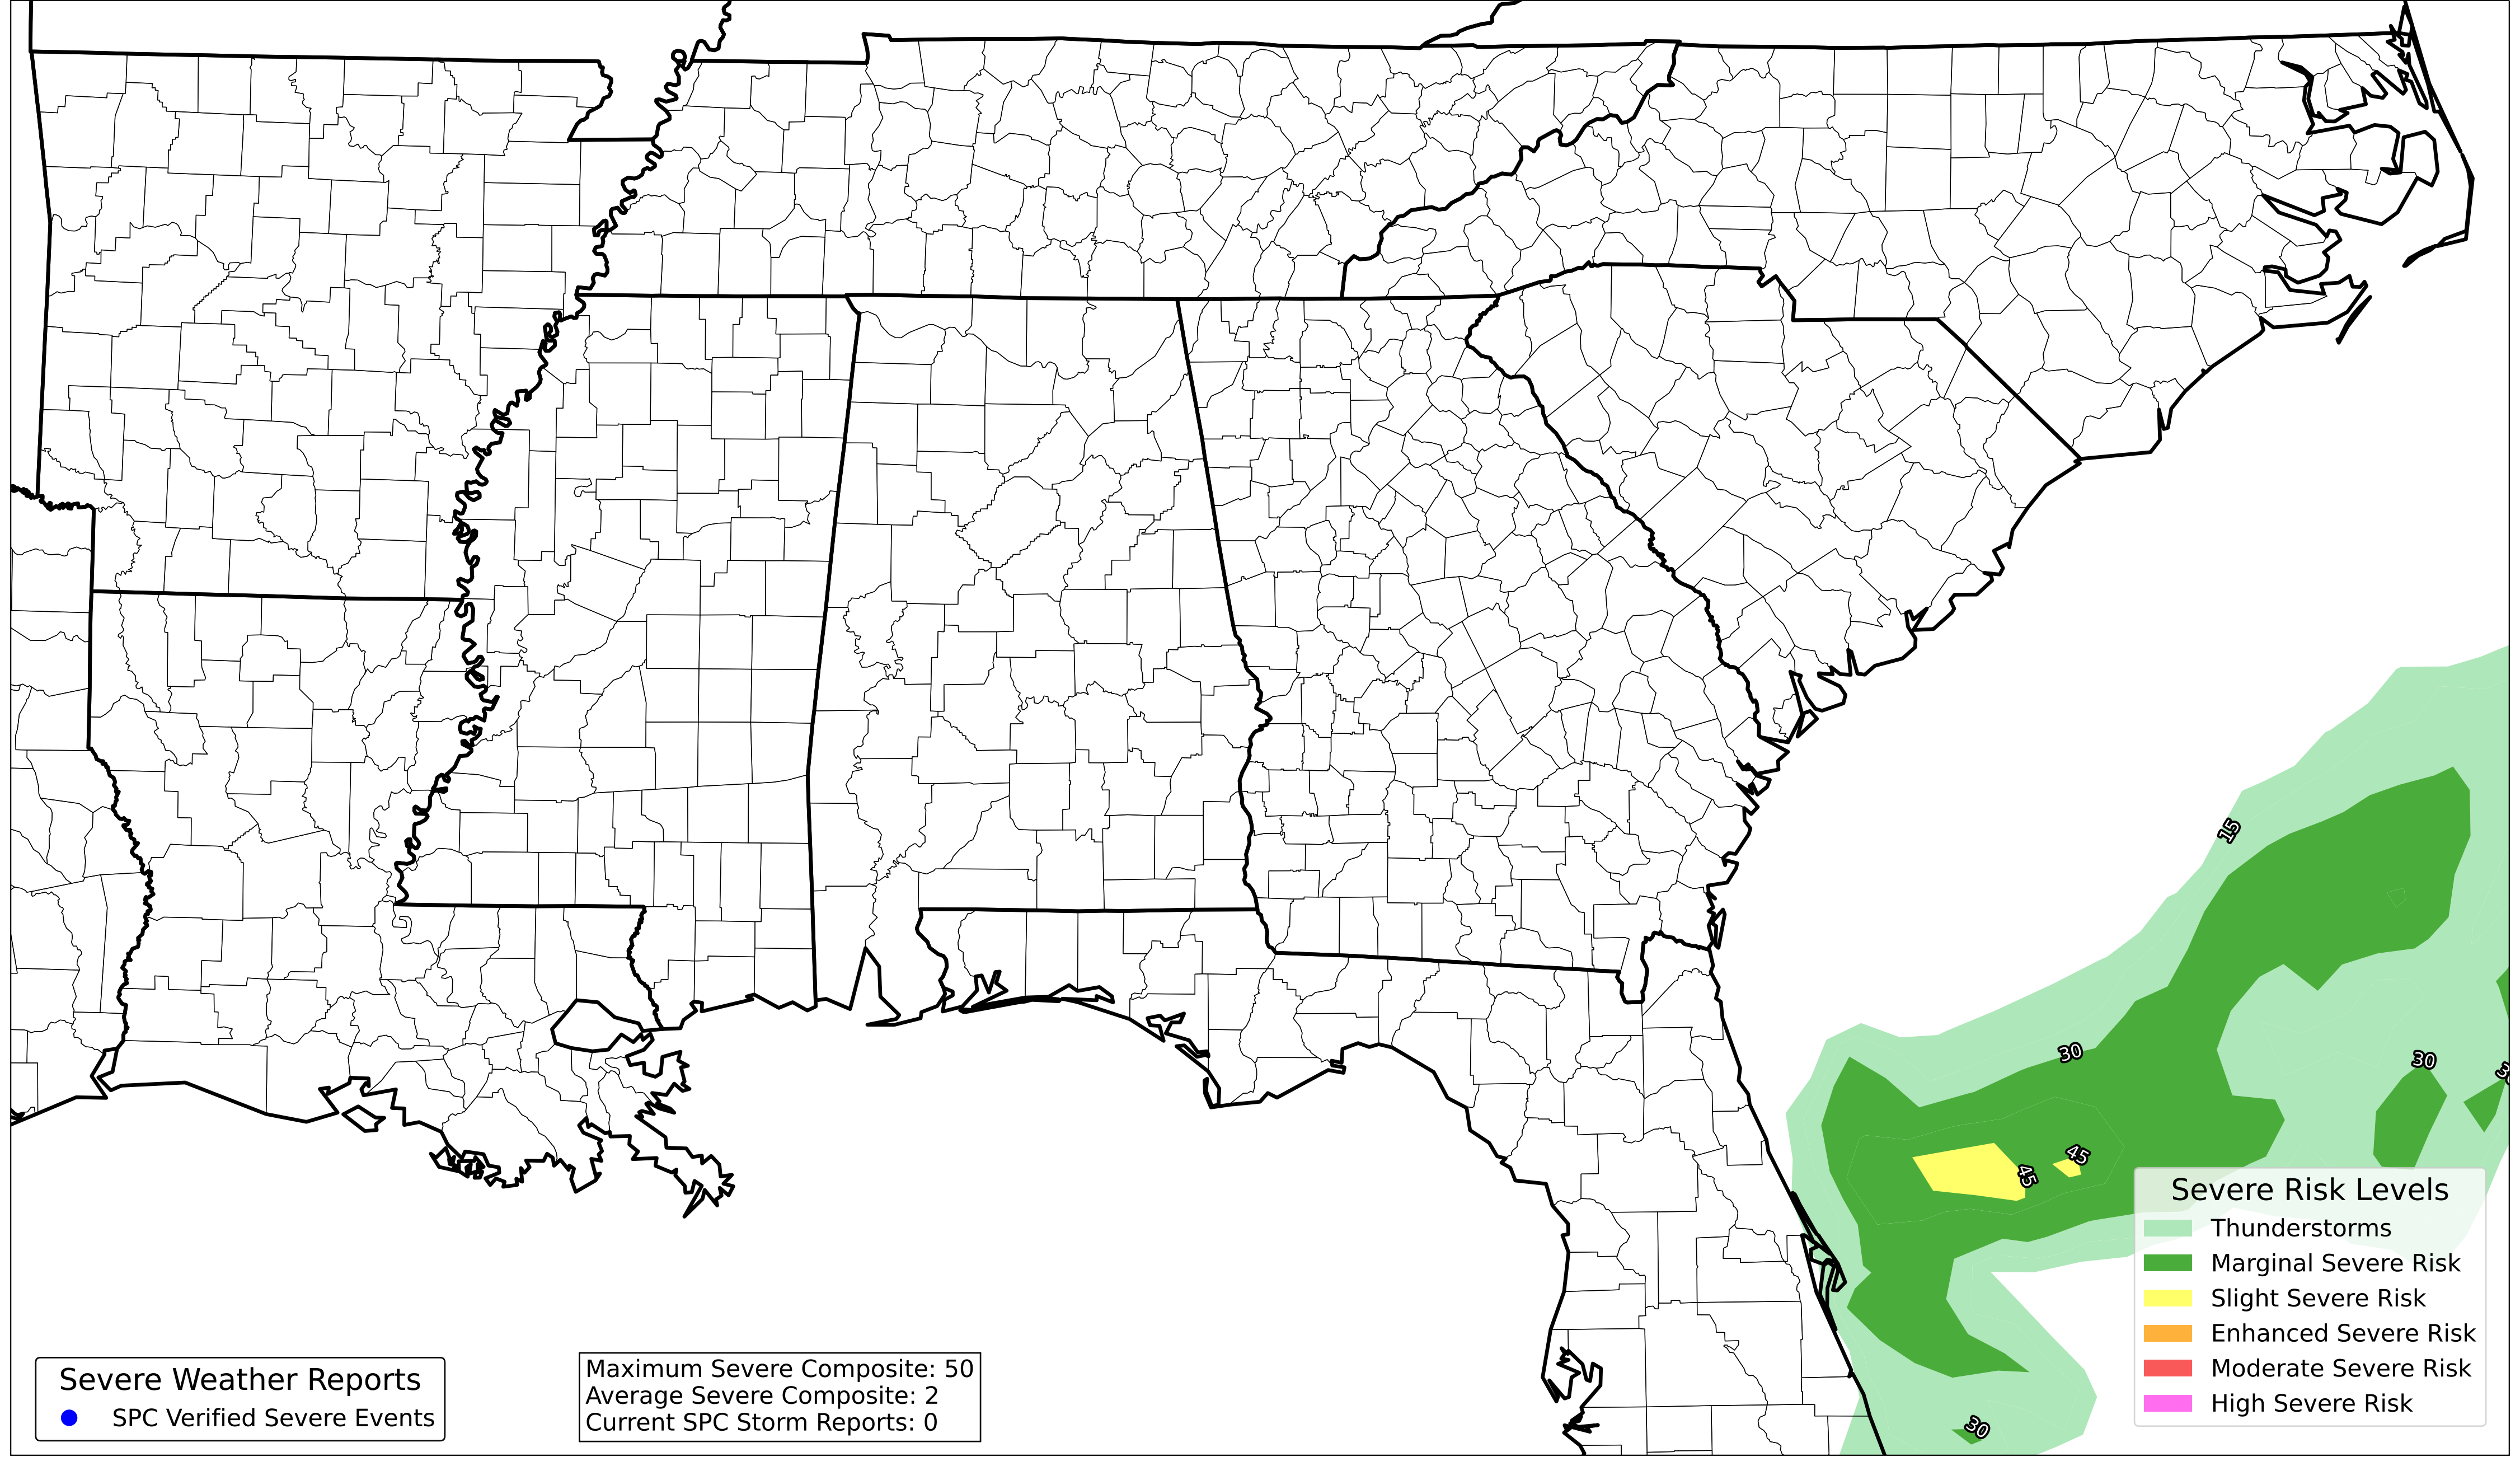 15
30
30
3
45
45
30
Severe Risk Levels
Thunderstorms
Marginal Severe Risk
Slight Severe Risk
Enhanced Severe Risk
Moderate Severe Risk
High Severe Risk
Severe Weather Reports
SPC Verified Severe Events
Maximum Severe Composite: 50
Average Severe Composite: 2
Current SPC Storm Reports: 0